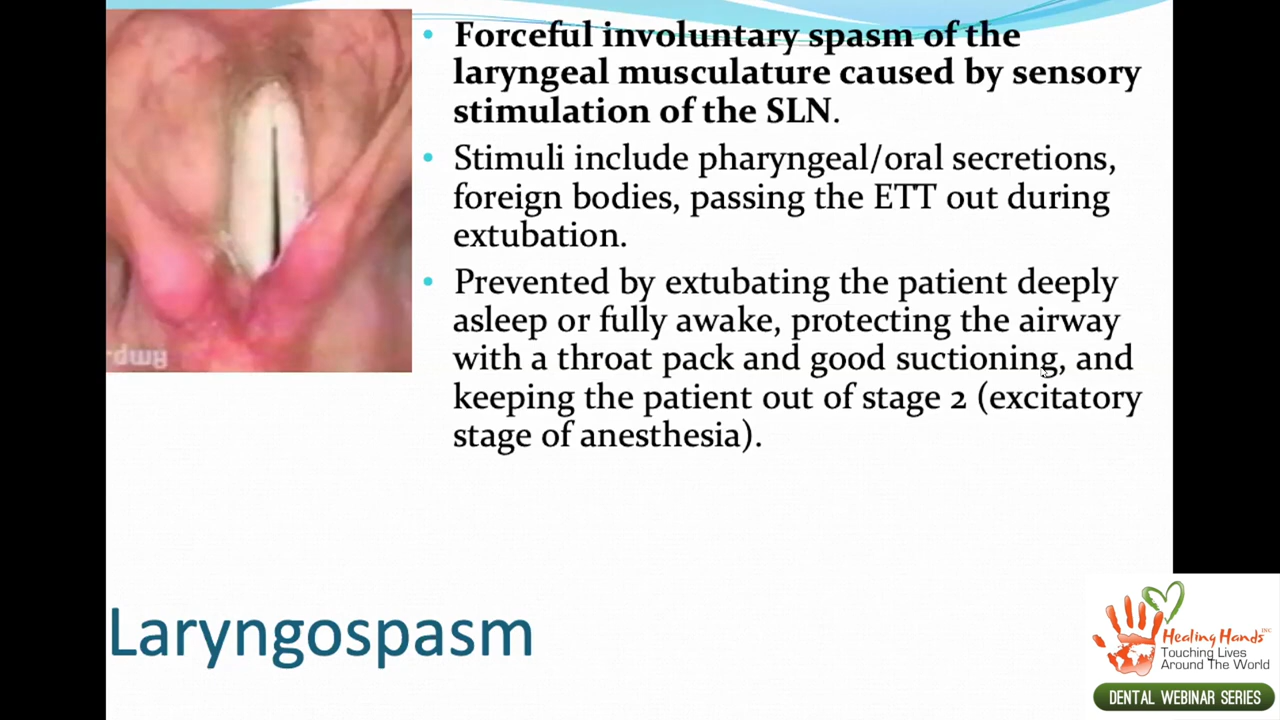 Forceful involuntary spasm of the
laryngeal musculature caused by sensory
stimulation of the SLN.
Stimuli include pharyngeal/oral secretions,
foreign bodies, passing the ETT out during
extubation.
Prevented by extubating the patient deeply
asleep or fully awake, protecting the airway
with a throat pack and good suctioning, and
keeping the patient out of stage 2 (excitatory
stage of anesthesia).
dwy
Laryngospasm
Healing Hands INC
Touching Lives
Around The World
DENTAL WEBINAR SERIES